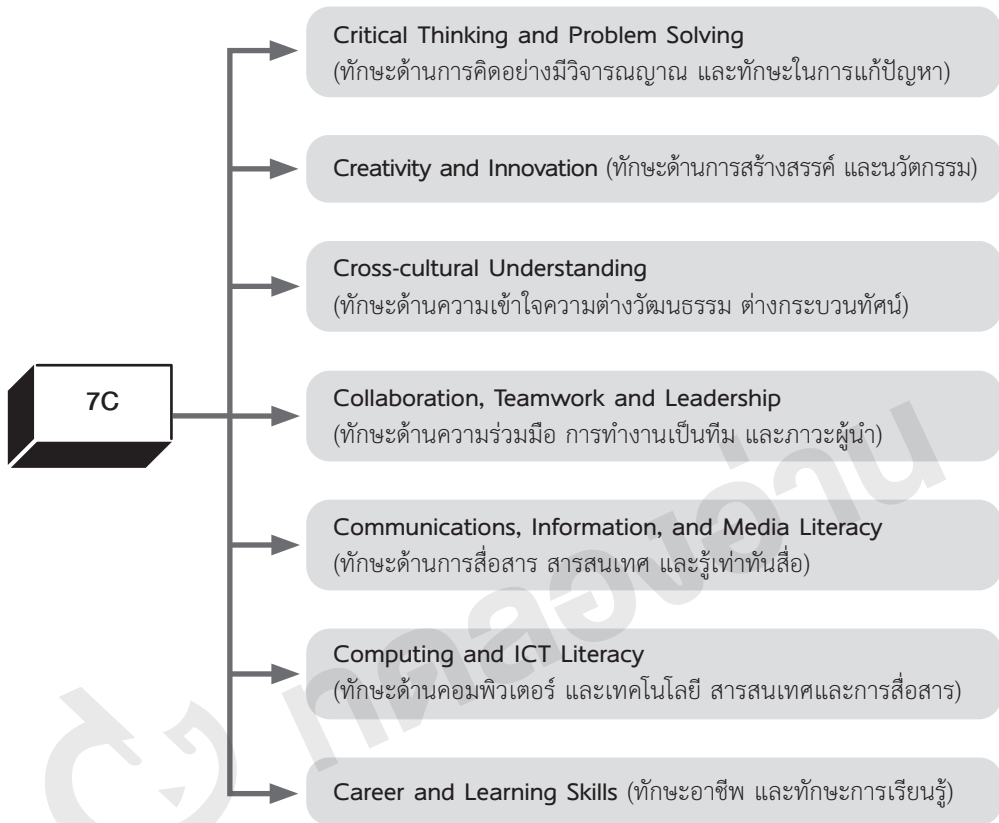 Critical Thinking and Problem Solving
(ทักษะด้านการคิดอย่างมีวิจารณญาณ และทักษะในการแก้ปัญหา)
Creativity and Innovation (ทักษะด้านการสร้างสรรค์ และนวัตกรรม)
Cross-cultural Understanding
(ทักษะด้านความเข้าใจความต่างวัฒนธรรม ต่างกระบวนทัศน์)
7C
Collaboration, Teamwork and Leadership
(ทักษะด้านความร่วมมือ การทำงานเป็นทีม และภาวะผู้นำ)
Communications, Information, and Media Literacy
(ทักษะด้านการสื่อสาร สารสนเทศ และรู้เท่าทันสื่อ)
Computing and ICT Literacy
(ทักษะด้านคอมพิวเตอร์ และเทคโนโลยี สารสนเทศและการสื่อสาร)
Career and Learning Skills (ทักษะอาชีพ และทักษะการเรียนรู้)
ทดลองอ่าน